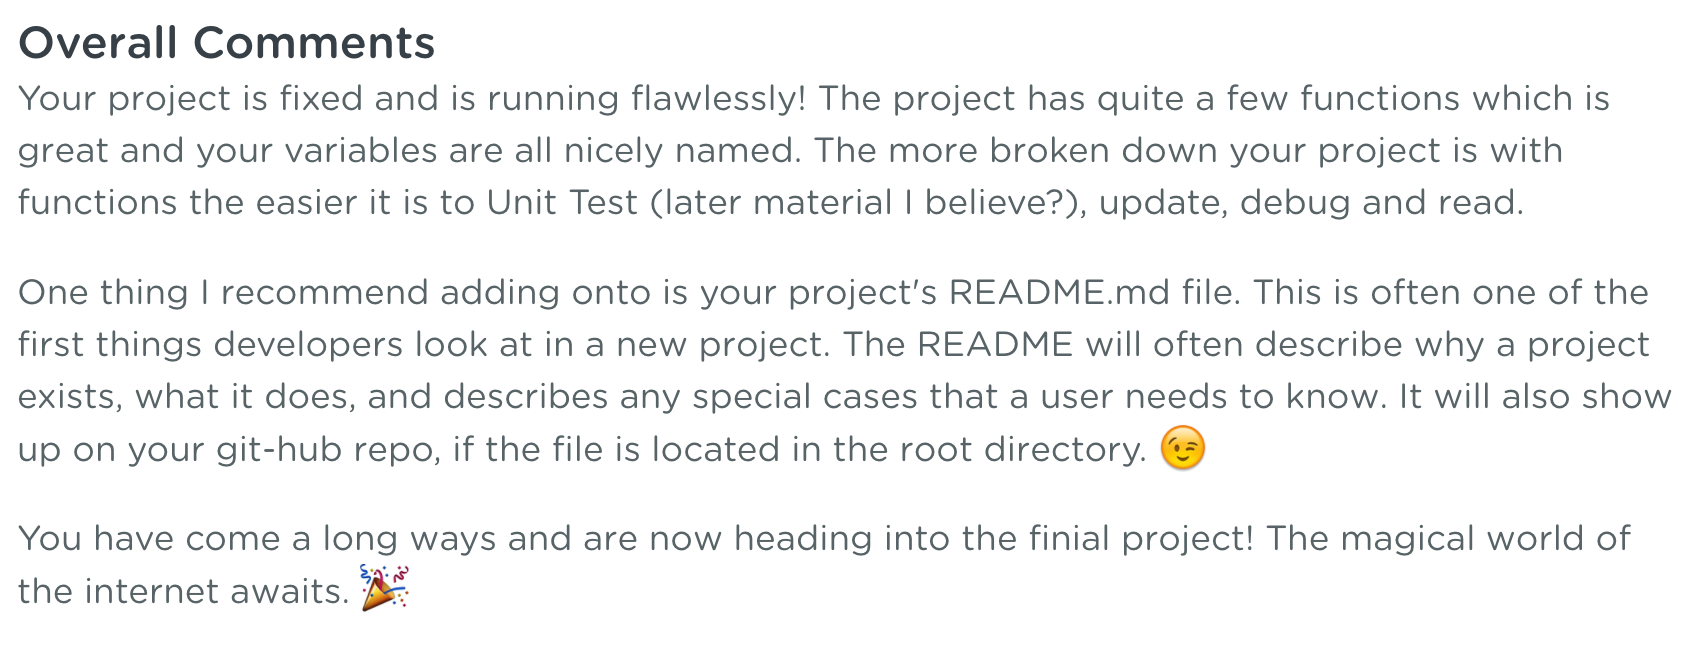 Overall Comments
Your project is fixed and is running flawlessly! The project has quite a few functions which is
great and your variables are all nicely named. The more broken down your project is with
functions the easier it is to Unit Test (later material I believe?), update, debug and read.
One thing I recommend adding onto is your project's README.md file. This is often one of the
first things developers look at in a new project. The README will often describe why a project
exists, what it does, and describes any special cases that a user needs to know. It will also show
up on your git-hub repo, if the file is located in the root directory. 😉
You have come a long ways and are now heading into the finial project! The magical world of
the internet awaits. 🎉